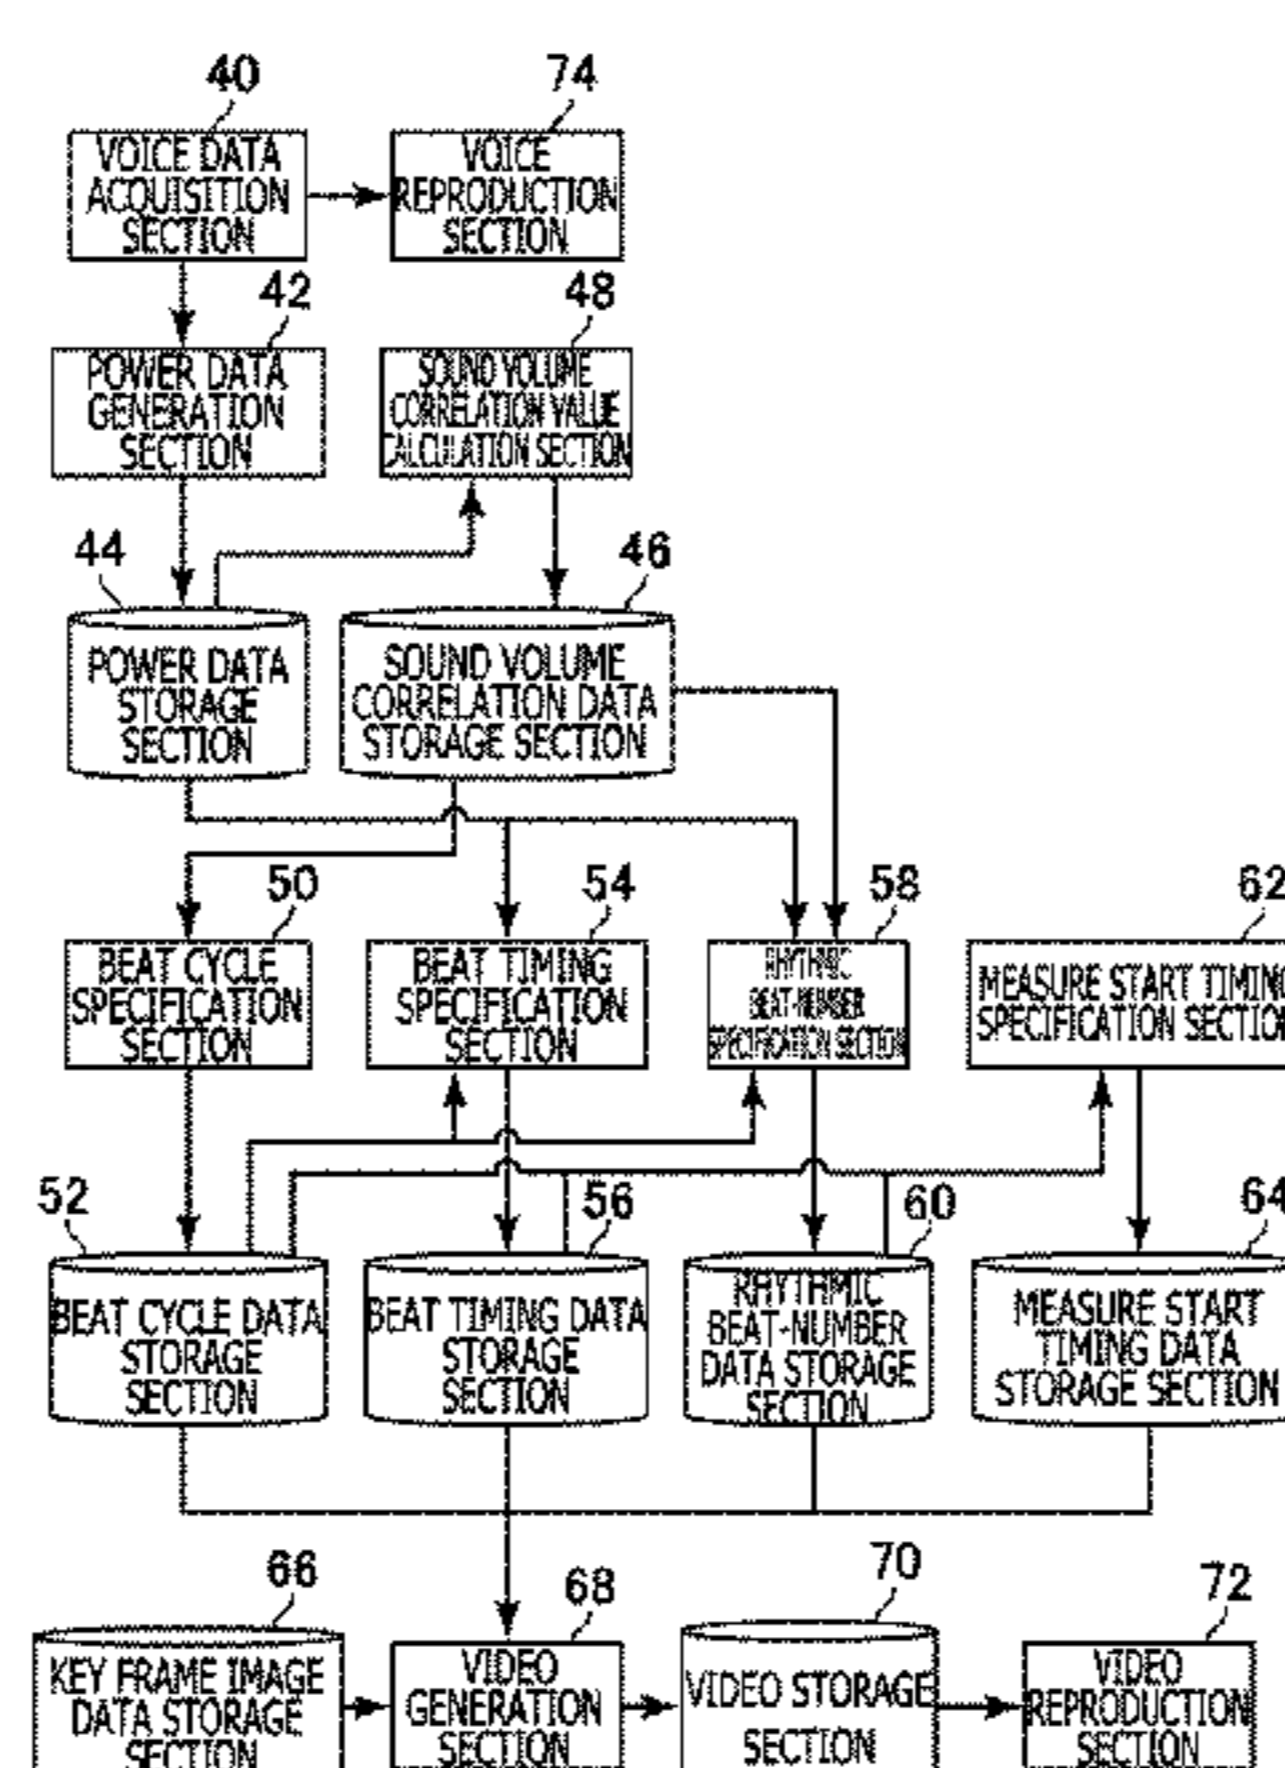 40
74
VOICE DATA
ACQUISITION
SECTION
VOICE
REPRODUCTION
SECTION
42
48
POWER DATA
GENERATION
SECTION
SOUND VOLUME
CORRELATION VALUE
CALCULATION SECTION
44
46
POWER DATA
STORAGE
SECTION
SOUND VOLUME
CORRELATION DATA
STORAGE SECTION
50
54
58
62
BEAT CYCLE
SPECIFICATION
SECTION
BEAT TIMING
SPECIFICATION
SECTION
RHYTHMIC
BEAT-NUMBER
SPECIFICATION SECTION
MEASURE START TIMING
SPECIFICATION SECTION
52
56
60
64
BEAT CYCLE DATA
STORAGE
SECTION
BEAT TIMING DATA
STORAGE
SECTION
RHYTHMIC
BEAT-NUMBER
DATA STORAGE
SECTION
MEASURE START
TIMING DATA
STORAGE SECTION
66
68
70
72
KEY FRAME IMAGE
DATA STORAGE
SECTION
VIDEO
GENERATION
SECTION
VIDEO STORAGE
SECTION
VIDEO
REPRODUCTION
SECTION